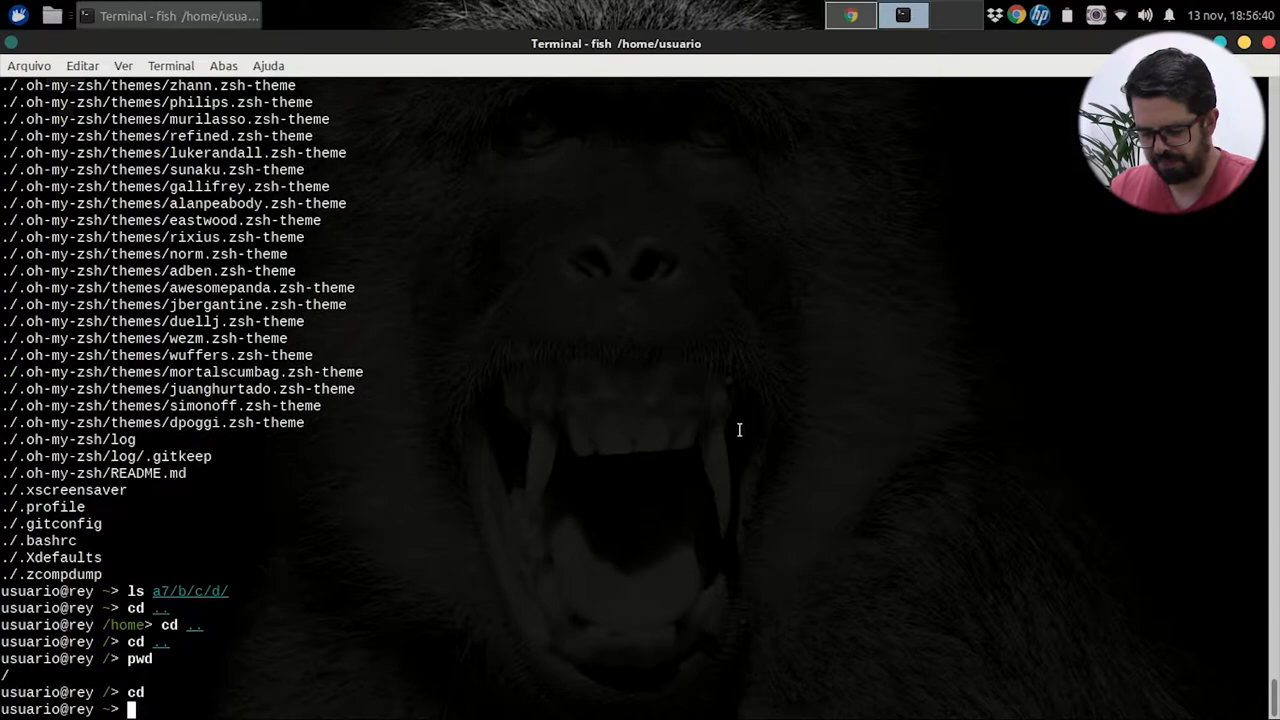 Terminal - fish /home/usua...
13 nov, 18:56:40
Terminal - fish /home/usuario
Arquivo Editar Ver Terminal Abas Ajuda
./.oh-my-zsh/themes/zhann.zsh-theme
./.oh-my-zsh/themes/philips.zsh-theme
./.oh-my-zsh/themes/murilasso.zsh-theme
./.oh-my-zsh/themes/refined.zsh-theme
./.oh-my-zsh/themes/lukerandall.zsh-theme
./.oh-my-zsh/themes/sunaku.zsh-theme
./.oh-my-zsh/themes/gallifrey.zsh-theme
./.oh-my-zsh/themes/alanpeabody.zsh-theme
./.oh-my-zsh/themes/eastwood.zsh-theme
./.oh-my-zsh/themes/rixius.zsh-theme
./.oh-my-zsh/themes/norm.zsh-theme
./.oh-my-zsh/themes/adben.zsh-theme
./.oh-my-zsh/themes/awesomepanda.zsh-theme
./.oh-my-zsh/themes/jbergantine.zsh-theme
./.oh-my-zsh/themes/duellj.zsh-theme
./.oh-my-zsh/themes/wezm.zsh-theme
./.oh-my-zsh/themes/wuffers.zsh-theme
./.oh-my-zsh/themes/mortalscumbag.zsh-theme
./.oh-my-zsh/themes/juanghurtado.zsh-theme
./.oh-my-zsh/themes/simonoff.zsh-theme
./.oh-my-zsh/themes/dpoggi.zsh-theme
./.oh-my-zsh/log
./.oh-my-zsh/log/.gitkeep
./.oh-my-zsh/README.md
./.xscreensaver
./.profile
./.gitconfig
./.bashrc
./.Xdefaults
./.zcompdump
usuario@rey ~> ls a7/b/c/d/
usuario@rey ~> cd ..
usuario@rey /home> cd ..
usuario@rey /> cd ..
usuario@rey /> pwd
/
usuario@rey /> cd
usuario@rey ~>